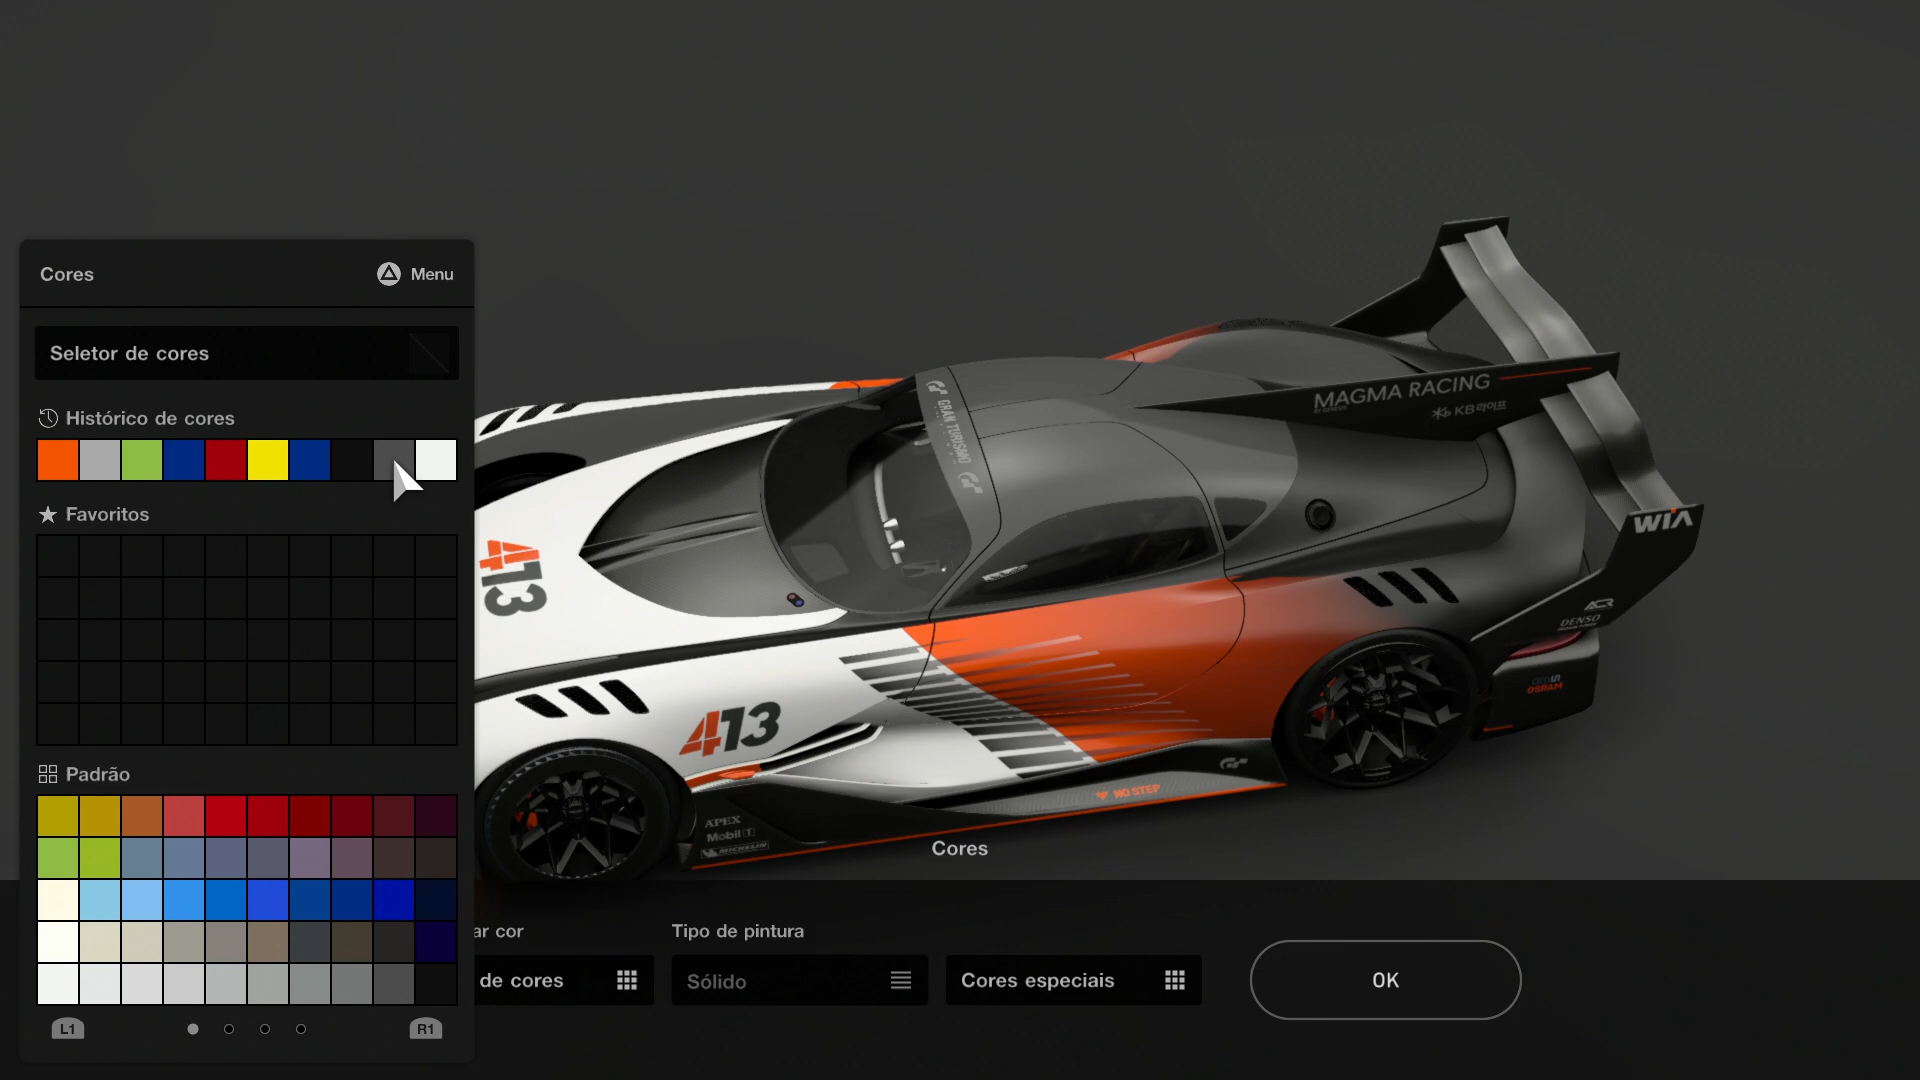 Cores
Menu
Seletor de cores
Histórico de cores
Favoritos
Padrão
L1
R1
GRAN TURISMO
MAGMA RACING
KB라이프
WIA
ACR
DENSO
OSRAM
413
413
NO STEP
APEX
Mobil 1
MICHELIN
Cores
ar cor
de cores
Tipo de pintura
Sólido
Cores especiais
OK